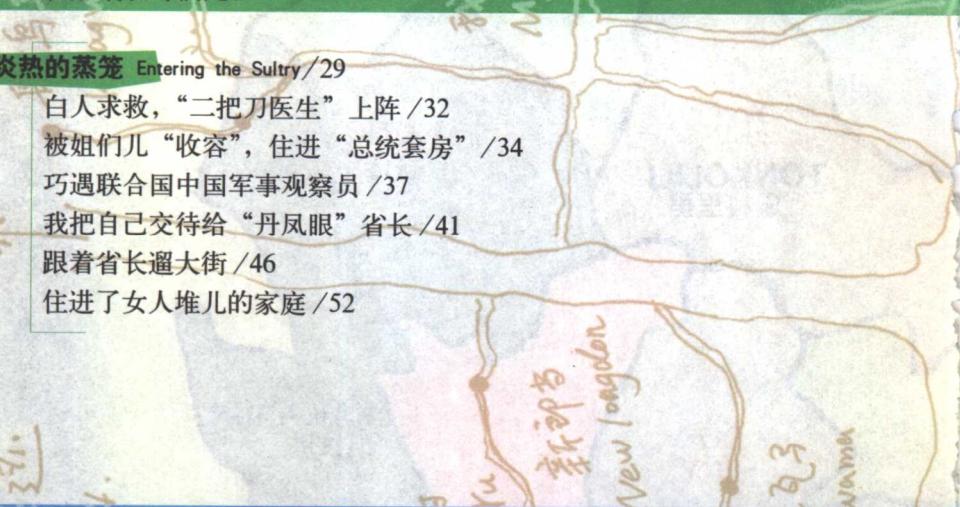 炎热的蒸笼 Entering the Sultry/29
白人求救，“二把刀医生”上阵/32
被姐们儿“收容”，住进“总统套房”/34
巧遇联合国中国军事观察员/37
我把自己交待给“丹凤眼”省长/41
跟着省长遛大街/46
住进了女人堆儿的家庭/52
New Longdon